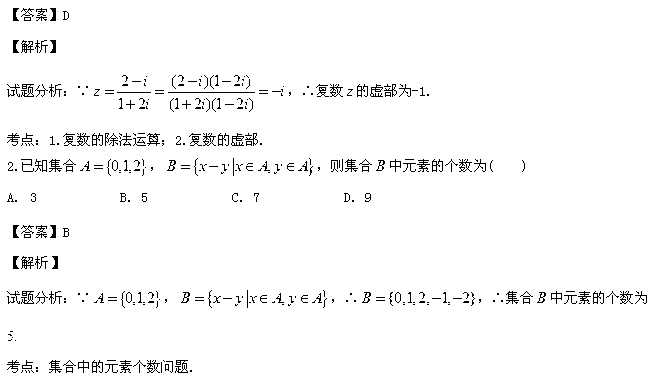 【答案】D
【解析】
试题分析：∵ z = \frac{2-i}{1+2i} = \frac{(2-i)(1-2i)}{(1+2i)(1-2i)} = -i，∴复数 z 的虚部为-1.
考点：1.复数的除法运算；2.复数的虚部.
2.已知集合 A={0,1,2}，B={x-y|x∈A,y∈A}，则集合 B 中元素的个数为( )
A. 3 B. 5 C. 7 D. 9
【答案】B
【解析】
试题分析：∵ A={0,1,2}，B={x-y|x∈A,y∈A}，∴ B={0,1,2,-1,-2}，∴集合 B 中元素的个数为
5.
考点：集合中的元素个数问题.